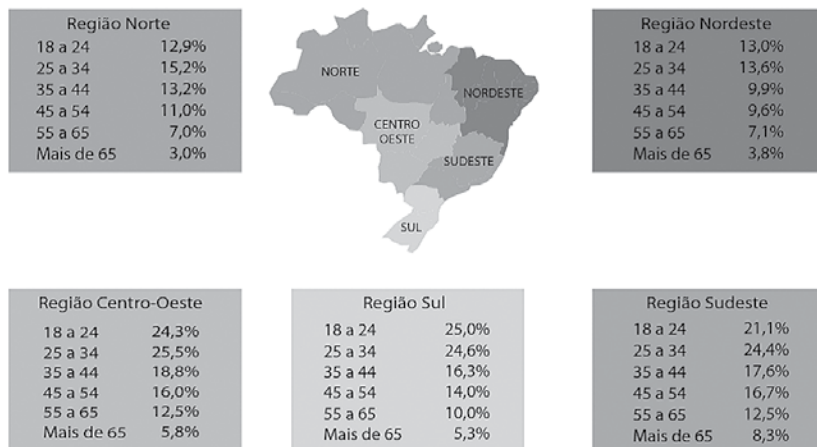 Região Norte
18 a 24 12,9%
25 a 34 15,2%
35 a 44 13,2%
45 a 54 11,0%
55 a 65 7,0%
Mais de 65 3,0%
NORTE
NORDESTE
CENTRO
OESTE
SUDESTE
SUL
Região Nordeste
18 a 24 13,0%
25 a 34 13,6%
35 a 44 9,9%
45 a 54 9,6%
55 a 65 7,1%
Mais de 65 3,8%
Região Centro-Oeste
18 a 24 24,3%
25 a 34 25,5%
35 a 44 18,8%
45 a 54 16,0%
55 a 65 12,5%
Mais de 65 5,8%
Região Sul
18 a 24 25,0%
25 a 34 24,6%
35 a 44 16,3%
45 a 54 14,0%
55 a 65 10,0%
Mais de 65 5,3%
Região Sudeste
18 a 24 21,1%
25 a 34 24,4%
35 a 44 17,6%
45 a 54 16,7%
55 a 65 12,5%
Mais de 65 8,3%